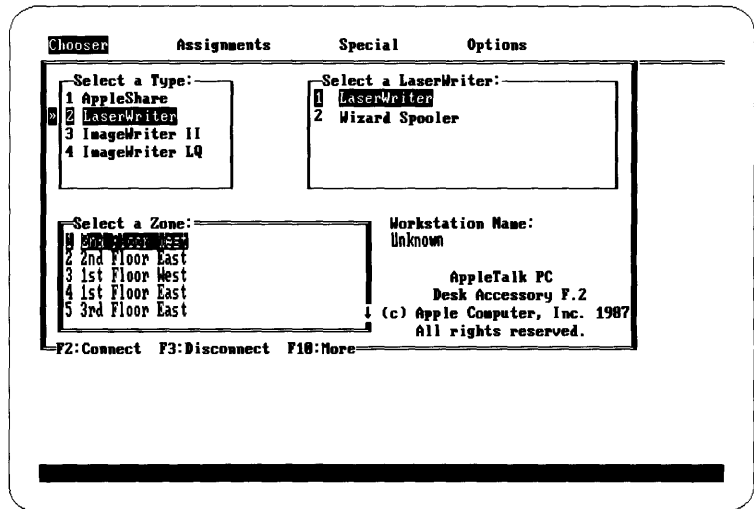 Chooser Assignments Special Options
Select a Type:
1 AppleShare
» 2 LaserWriter
3 ImageWriter II
4 ImageWriter LQ
Select a LaserWriter:
1 LaserWriter
2 Wizard Spooler
Select a Zone:
2 2nd Floor East
3 1st Floor West
4 1st Floor East
5 3rd Floor East
↓
Workstation Name:
Unknown
AppleTalk PC
Desk Accessory F.2
(c) Apple Computer, Inc. 1987
All rights reserved.
F2:Connect F3:Disconnect F10:More